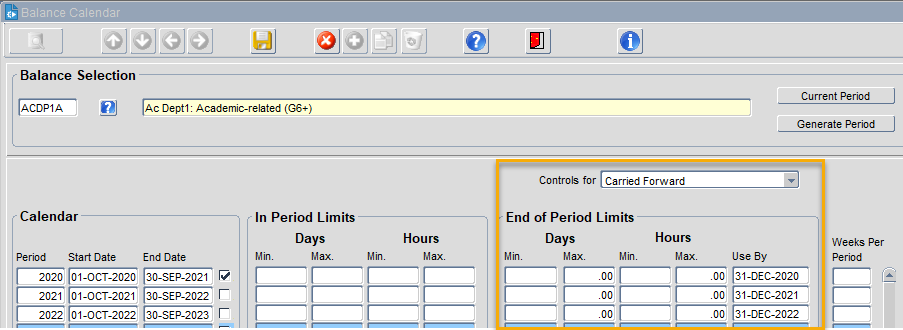 Balance Calendar
Balance Selection
ACDP1A Ac Dept1: Academic-related (G6+)
Current Period
Generate Period
Controls for Carried Forward
Calendar In Period Limits End of Period Limits
Days Hours Days Hours Weeks Per
Period Start Date End Date Min. Max. Min. Max. Min. Max. Min. Max. Use By Period
2020 01-OCT-2020 30-SEP-2021 .00 .00 31-DEC-2020
2021 01-OCT-2021 30-SEP-2022 .00 .00 31-DEC-2021
2022 01-OCT-2022 30-SEP-2023 .00 .00 31-DEC-2022